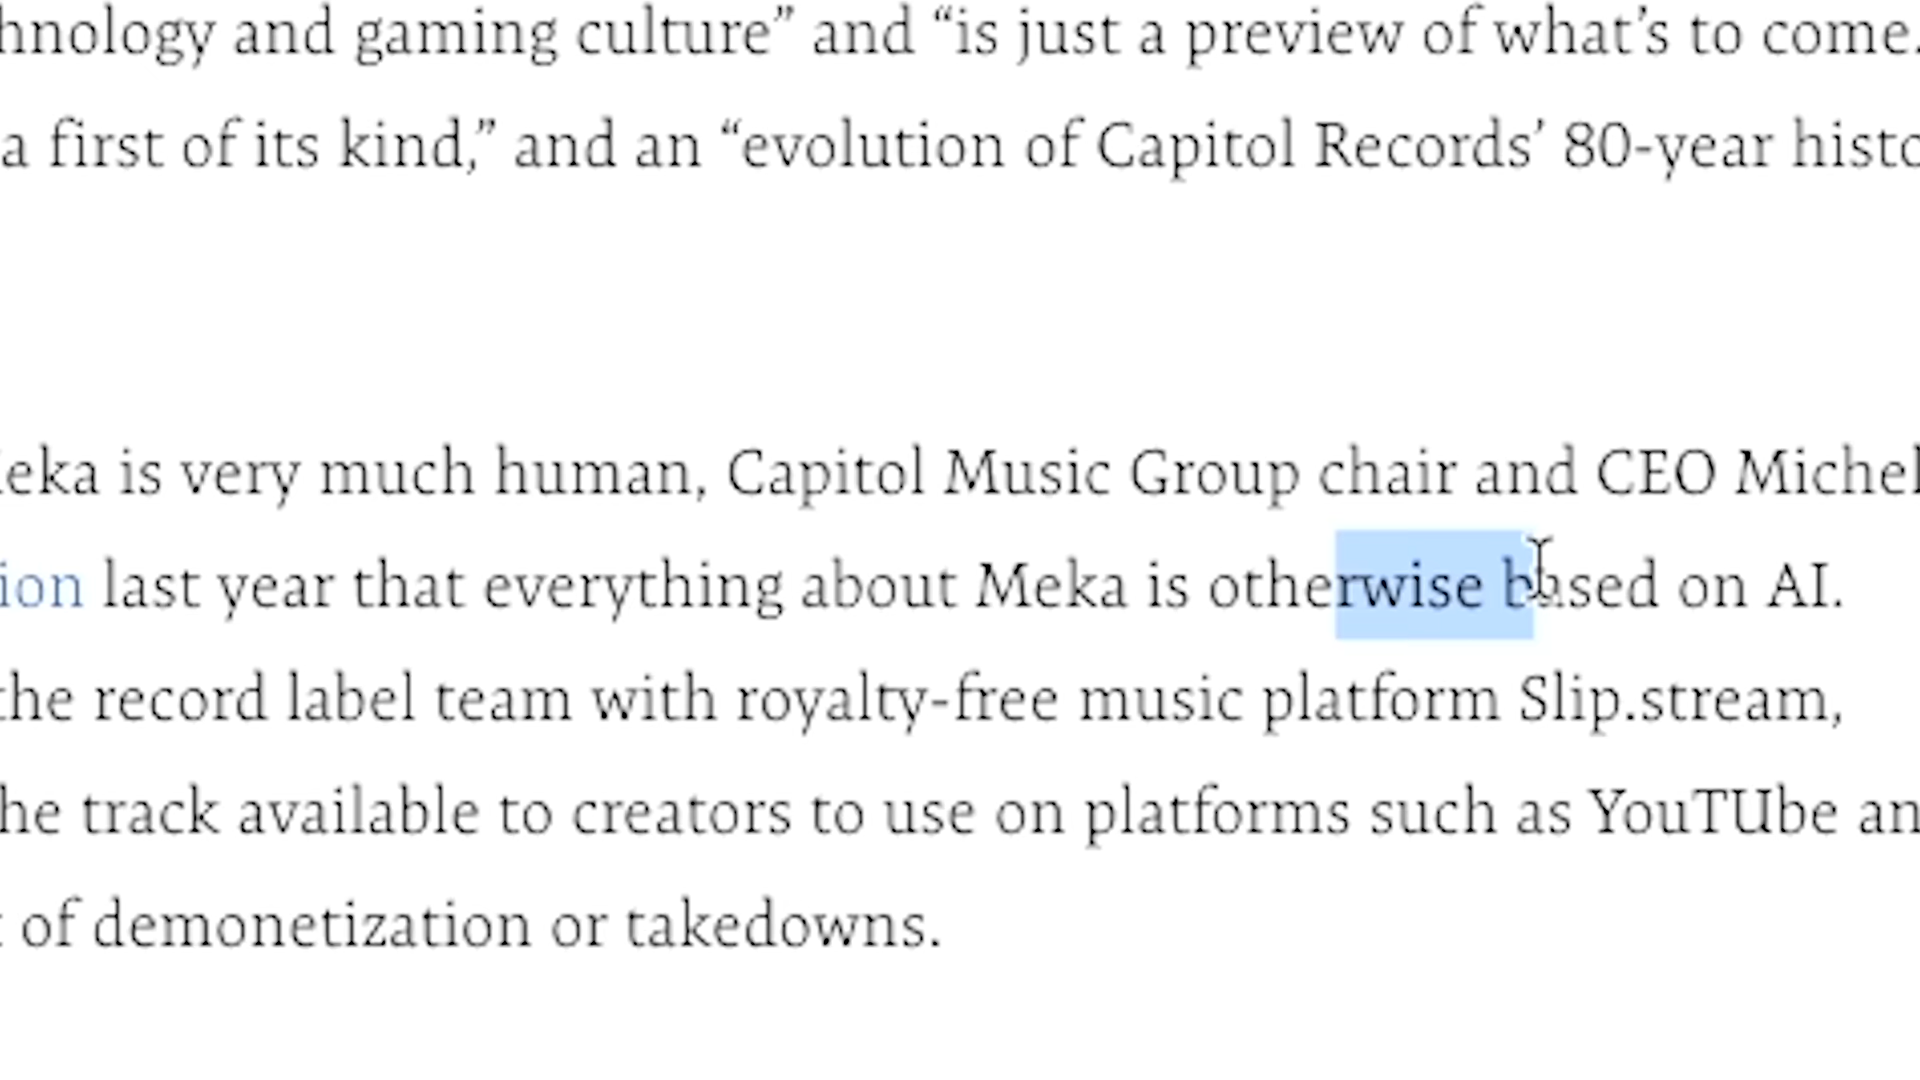 hnology and gaming culture” and “is just a preview of what’s to come.
a first of its kind,” and an “evolution of Capitol Records’ 80-year histo
eka is very much human, Capitol Music Group chair and CEO Michel
ion last year that everything about Meka is otherwise based on AI.
the record label team with royalty-free music platform Slip.stream,
he track available to creators to use on platforms such as YouTUbe an
of demonetization or takedowns.